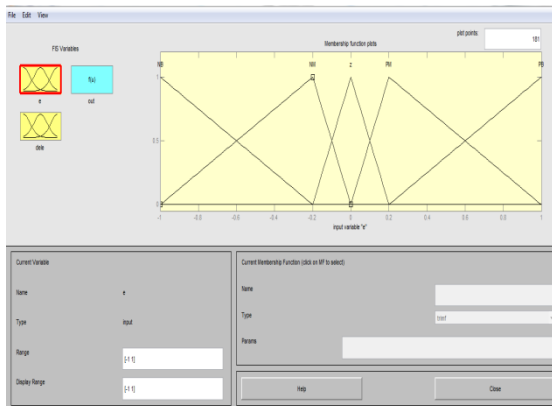 File Edit View
FIS Variables
plot points:
181
Membership function plots
NB NM z PM PB
f(u)
e
out
dele
1
0.5
0
-1 -0.8 -0.6 -0.4 -0.2 0 0.2 0.4 0.6 0.8 1
input variable "e"
Current Variable
Name e
Type input
Range [-1 1]
Display Range [-1 1]
Current Membership Function (click on MF to select)
Name
Type
Params
Help
Close